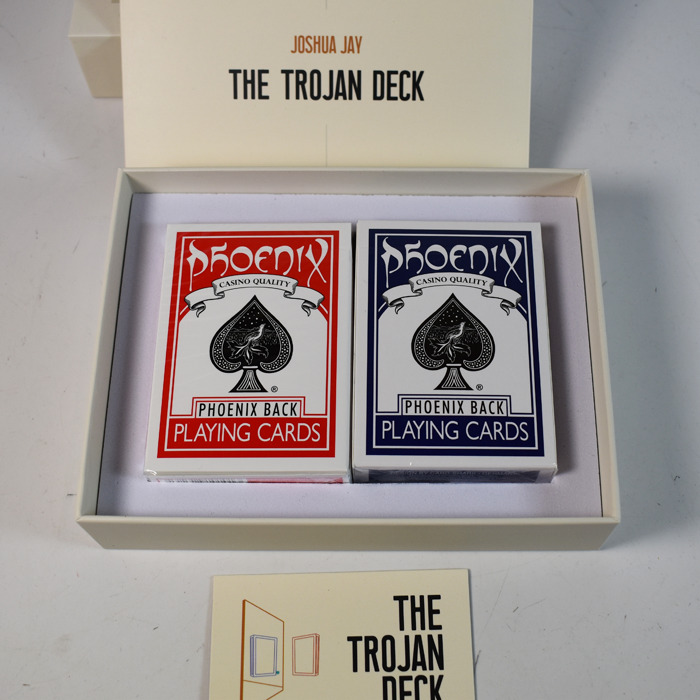 JOSHUA JAY
THE TROJAN DECK
PHOENIX
CASINO QUALITY
®
PHOENIX BACK
PLAYING CARDS
PHOENIX
CASINO QUALITY
®
PHOENIX BACK
PLAYING CARDS
THE
TROJAN
DECK